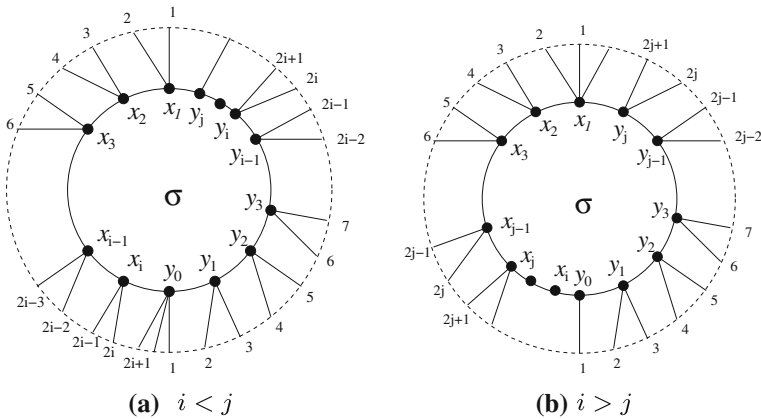 1
2
3
4
5
6
2i+1
2i
2i−1
2i−2
x1
x2
x3
yj
yi
yi−1
σ
y3
y2
y1
y0
xi
xi−1
7
6
5
4
3
2
1
2i+1
2i
2i−1
2i−2
2i−3
(a) i < j
1
2
3
4
5
6
2j+1
2j
2j−1
2j−2
x1
x2
x3
yj
yj−1
σ
y3
y2
y1
y0
xi
xj
xj−1
7
6
5
4
3
2
1
2j+1
2j
2j−1
(b) i > j